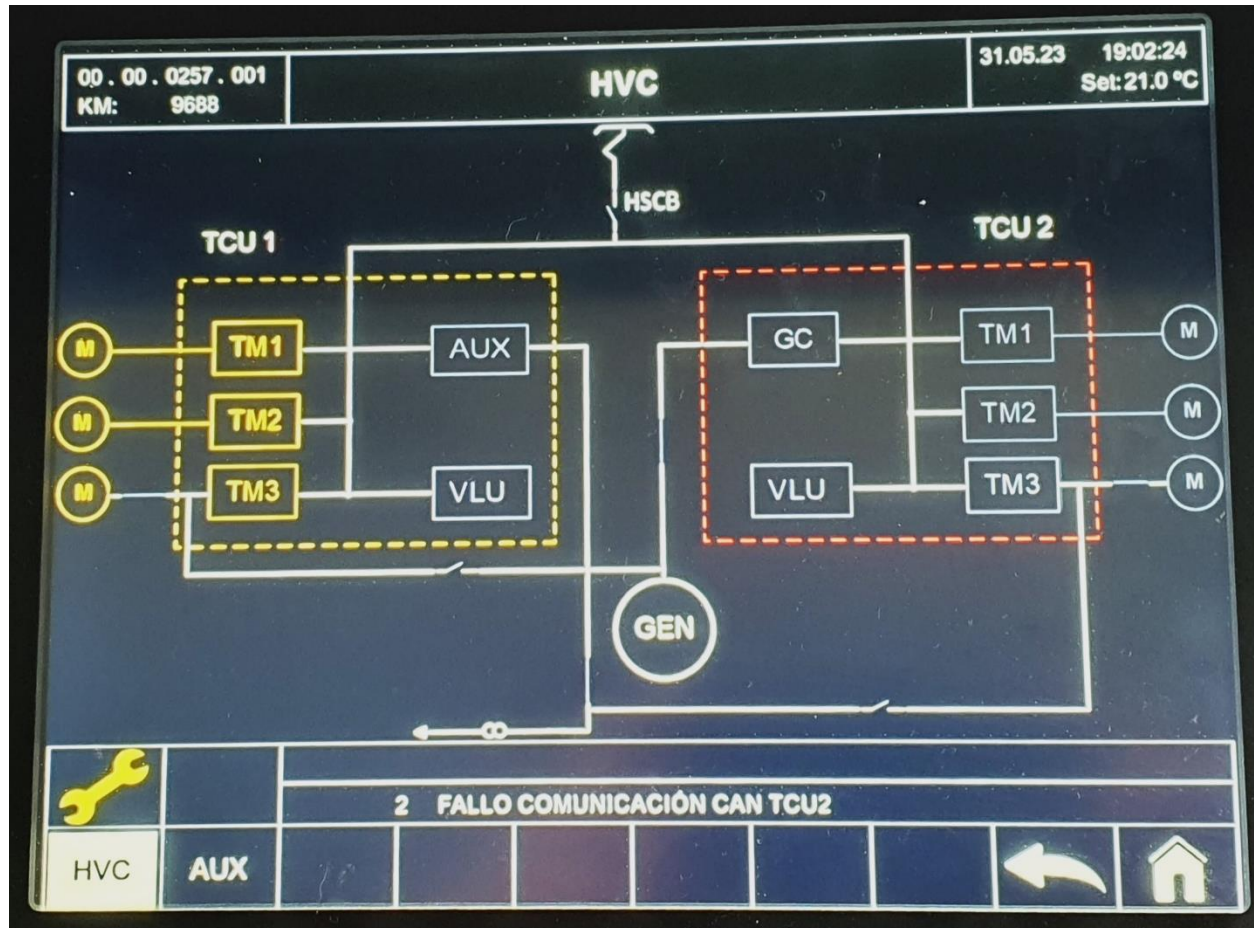 00 . 00 . 0257 . 001
KM: 9688
HVC
31.05.23 19:02:24
Set: 21.0 ºC
HSCB
TCU 1
TCU 2
M TM1 AUX GC TM1 M
M TM2 TM2 M
M TM3 VLU VLU TM3 M
GEN
2 FALLO COMUNICACIÓN CAN TCU2
HVC AUX